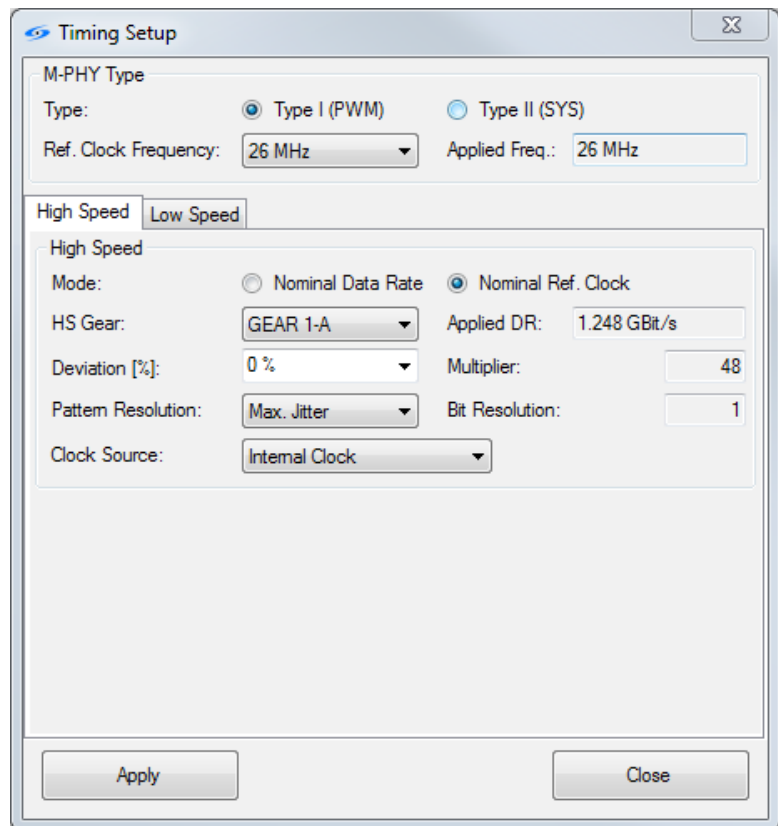 Timing Setup
M-PHY Type
Type: Type I (PWM) Type II (SYS)
Ref. Clock Frequency: 26 MHz Applied Freq.: 26 MHz
High Speed Low Speed
High Speed
Mode: Nominal Data Rate Nominal Ref. Clock
HS Gear: GEAR 1-A Applied DR: 1.248 GBit/s
Deviation [%]: 0 % Multiplier: 48
Pattern Resolution: Max. Jitter Bit Resolution: 1
Clock Source: Internal Clock
Apply Close